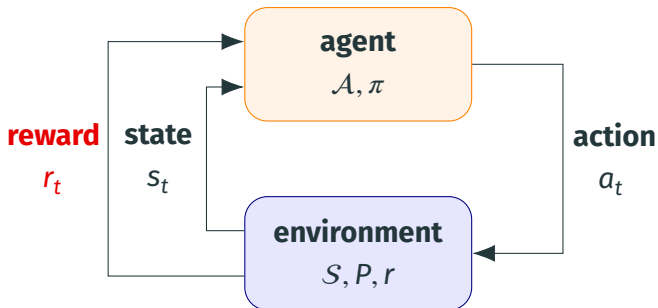 agent
𝒜, π
reward
r_t
state
s_t
action
a_t
environment
𝒮, P, r